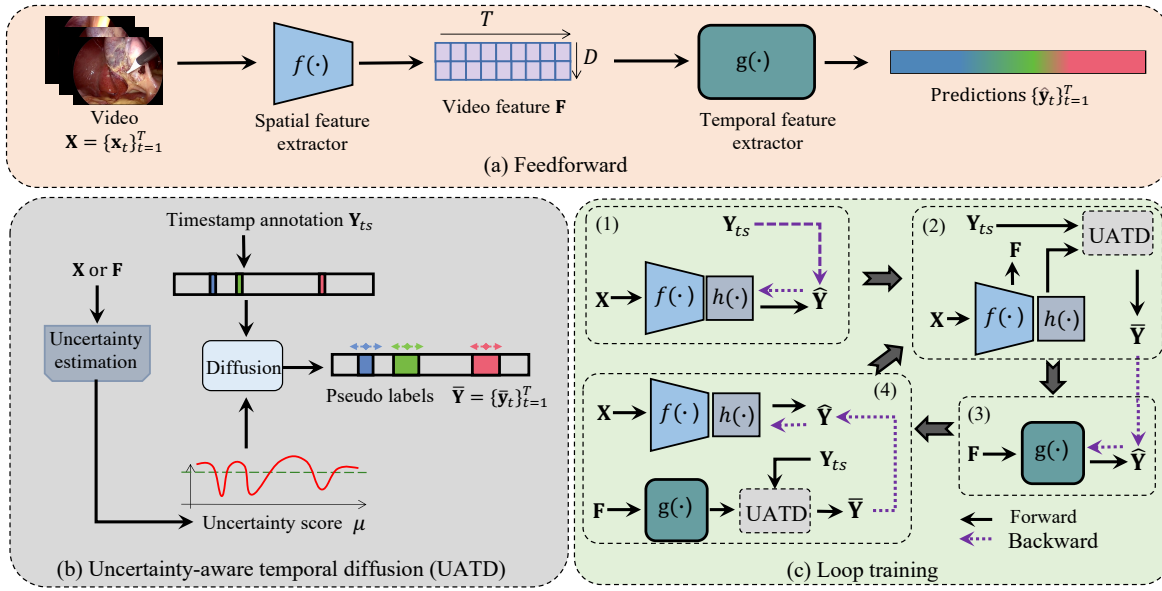 T
f(·)
D
g(·)
Video
X = {x_t}_{t=1}^T
Spatial feature
extractor
Video feature F
Temporal feature
extractor
Predictions {ŷ_t}_{t=1}^T
(a) Feedforward
Timestamp annotation Y_ts
X or F
Uncertainty
estimation
Diffusion
Pseudo labels Ȳ = {ȳ_t}_{t=1}^T
Uncertainty score μ
(b) Uncertainty-aware temporal diffusion (UATD)
(1)
Y_ts
X
f(·)
h(·)
Ŷ
(2)
Y_ts
UATD
F
X
f(·)
h(·)
Ȳ
(4)
X
f(·)
h(·)
Ŷ
Y_ts
F
g(·)
UATD
Ȳ
(3)
F
g(·)
Ŷ
Forward
Backward
(c) Loop training